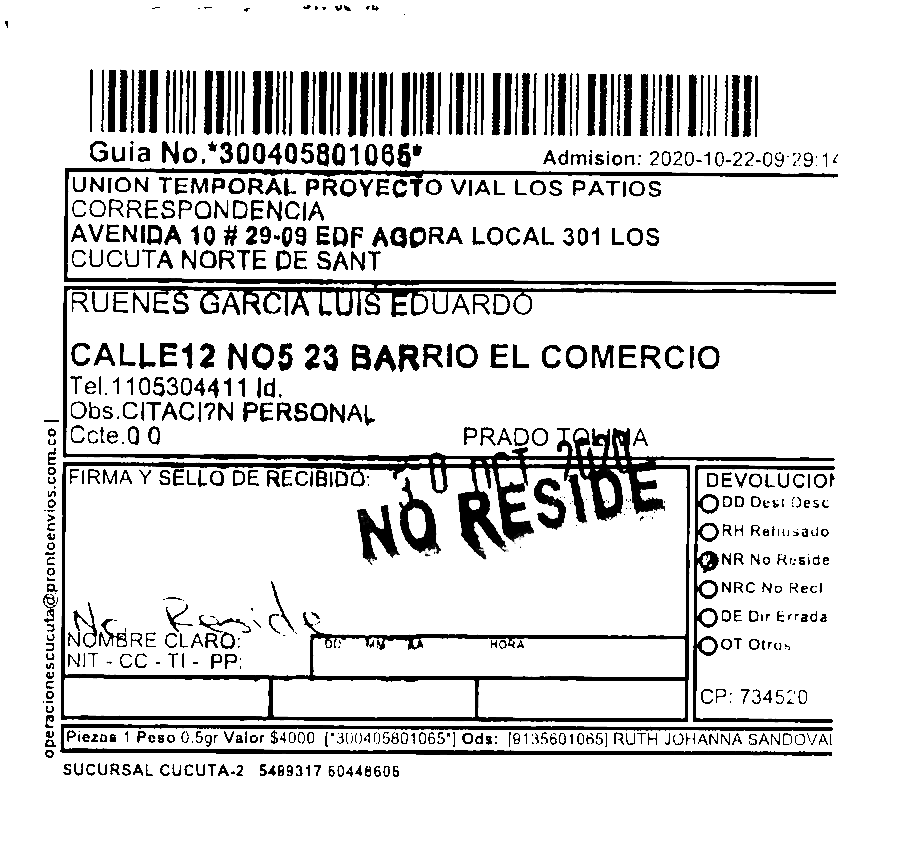 Guia No.*300405801065*
Admision: 2020-10-22-09:29:14
UNION TEMPORAL PROYECTO VIAL LOS PATIOS
CORRESPONDENCIA
AVENIDA 10 # 29-09 EDF AGORA LOCAL 301 LOS
CUCUTA NORTE DE SANT
RUENES GARCIA LUIS EDUARDO
CALLE12 NO5 23 BARRIO EL COMERCIO
Tel.1105304411 Id.
Obs.CITACI?N PERSONAL
Ccte.0 0
PRADO TOLIMA
OCT 2020
NO RESIDE
FIRMA Y SELLO DE RECIBIDO:
No Reside
NOMBRE CLARO:
NIT - CC - TI - PP:
DD MM AA HORA
DEVOLUCION
DD Dest Desc
RH Rehusado
NR No Reside
NRC No Recl
DE Dir Errada
OT Otros
CP: 734520
operacionescucuta@prontoenvios.com.co |
Piezas 1 Peso 0.5gr Valor $4000 [*300405801065*] Ods: [9135601065] RUTH JOHANNA SANDOVAL
SUCURSAL CUCUTA-2 5499317 60448606